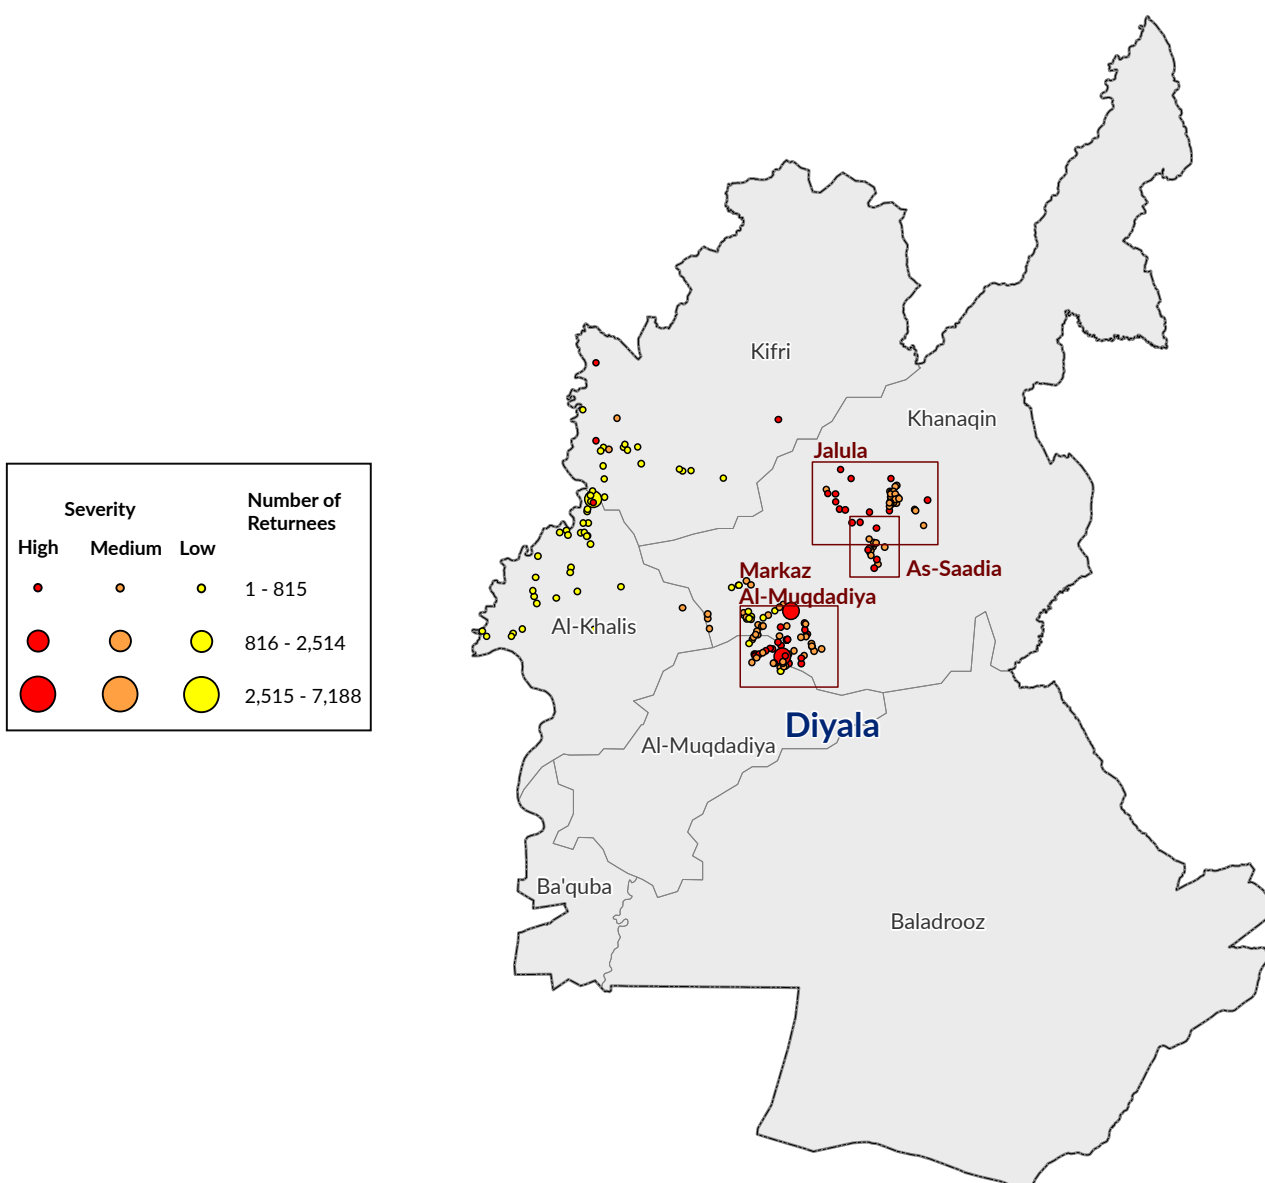 Severity
Number of
Returnees
High
Medium
Low
1 - 815
816 - 2,514
2,515 - 7,188
Kifri
Khanaqin
Jalula
As-Saadia
Markaz
Al-Muqdadiya
Al-Khalis
Diyala
Al-Muqdadiya
Ba'quba
Baladrooz